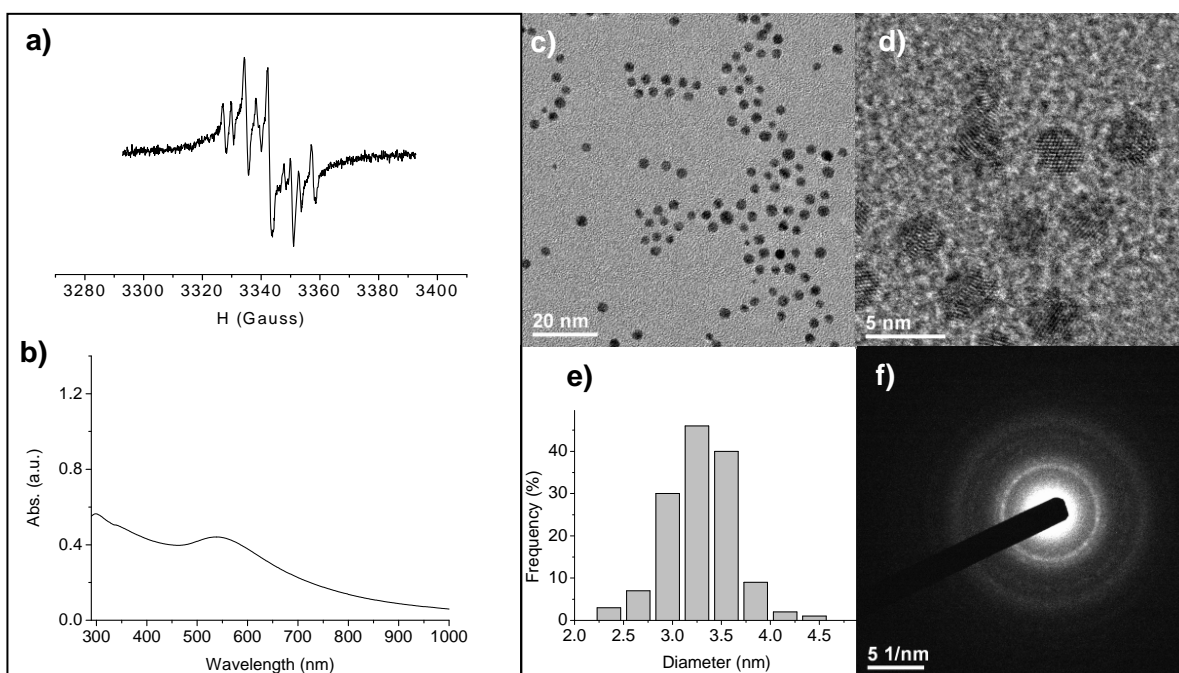 a)
3280 3300 3320 3340 3360 3380 3400
H (Gauss)
b)
1.2
0.8
0.4
0.0
Abs. (a.u.)
300 400 500 600 700 800 900 1000
Wavelength (nm)
c)
20 nm
d)
5 nm
e)
40
30
20
10
0
Frequency (%)
2.0 2.5 3.0 3.5 4.0 4.5
Diameter (nm)
f)
5 1/nm